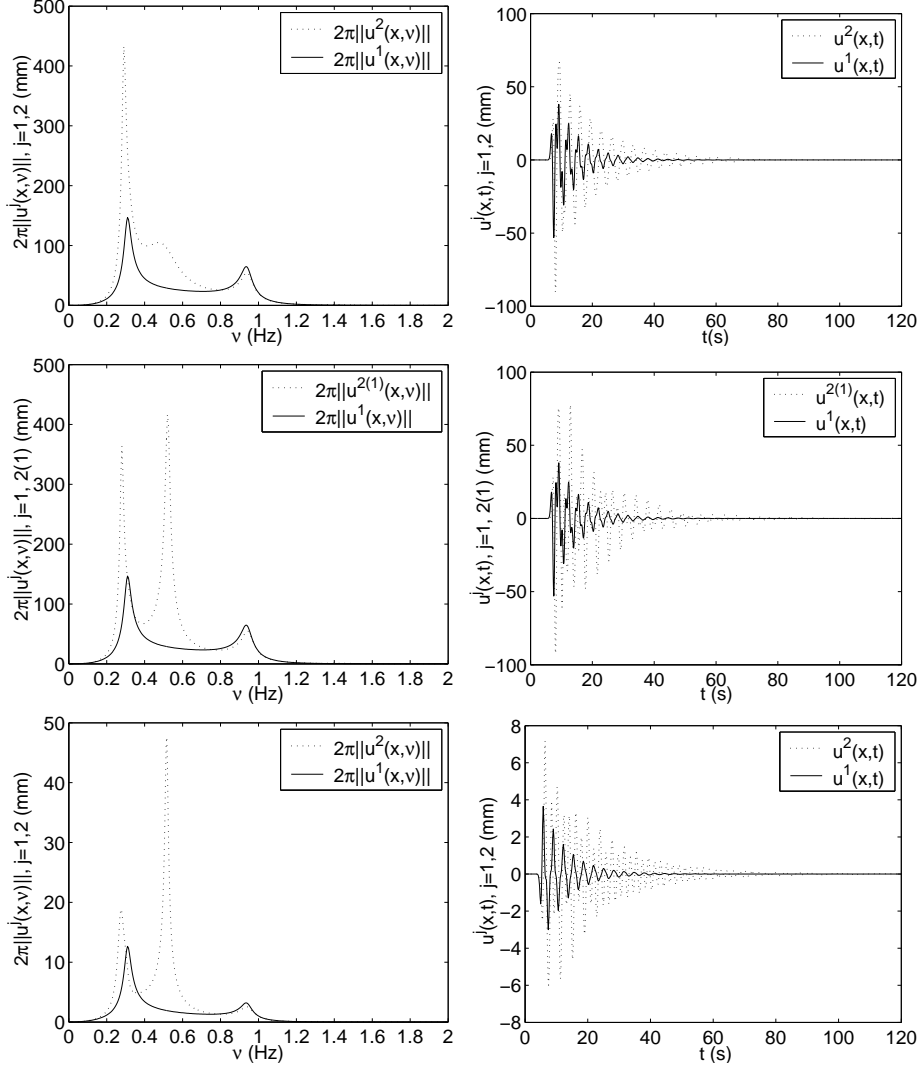 2π||u^j(x,ν)||, j=1,2 (mm)
500
400
300
200
100
0
2π||u^2(x,ν)||
2π||u^1(x,ν)||
0 0.2 0.4 0.6 0.8 1 1.2 1.4 1.6 1.8 2
ν (Hz)
u^j(x,t), j=1,2 (mm)
100
50
0
−50
−100
u^2(x,t)
u^1(x,t)
0 20 40 60 80 100 120
t(s)
2π||u^j(x,ν)||, j=1, 2(1) (mm)
500
400
300
200
100
0
2π||u^2(1)(x,ν)||
2π||u^1(x,ν)||
0 0.2 0.4 0.6 0.8 1 1.2 1.4 1.6 1.8 2
ν (Hz)
u^j(x,t), j=1, 2(1) (mm)
100
50
0
−50
−100
u^2(1)(x,t)
u^1(x,t)
0 20 40 60 80 100 120
t (s)
2π||u^j(x,ν)||, j=1,2 (mm)
50
40
30
20
10
0
2π||u^2(x,ν)||
2π||u^1(x,ν)||
0 0.2 0.4 0.6 0.8 1 1.2 1.4 1.6 1.8 2
ν (Hz)
u^j(x,t), j=1,2 (mm)
8
6
4
2
0
−2
−4
−6
−8
u^2(x,t)
u^1(x,t)
0 20 40 60 80 100 120
t (s)